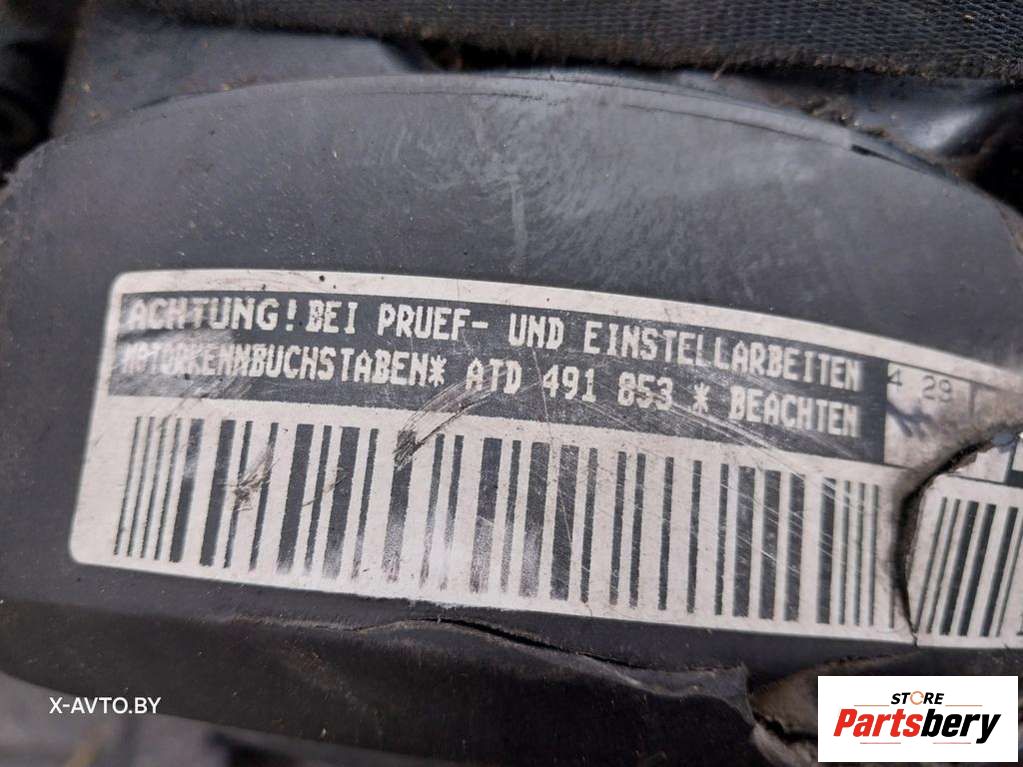 ACHTUNG! BEI PRUEF- UND EINSTELLARBEITEN
MOTORKENNBUCHSTABEN* ATD 491 853 * BEACHTEN
4 29
X-AVTO.BY
STORE
Partsbery